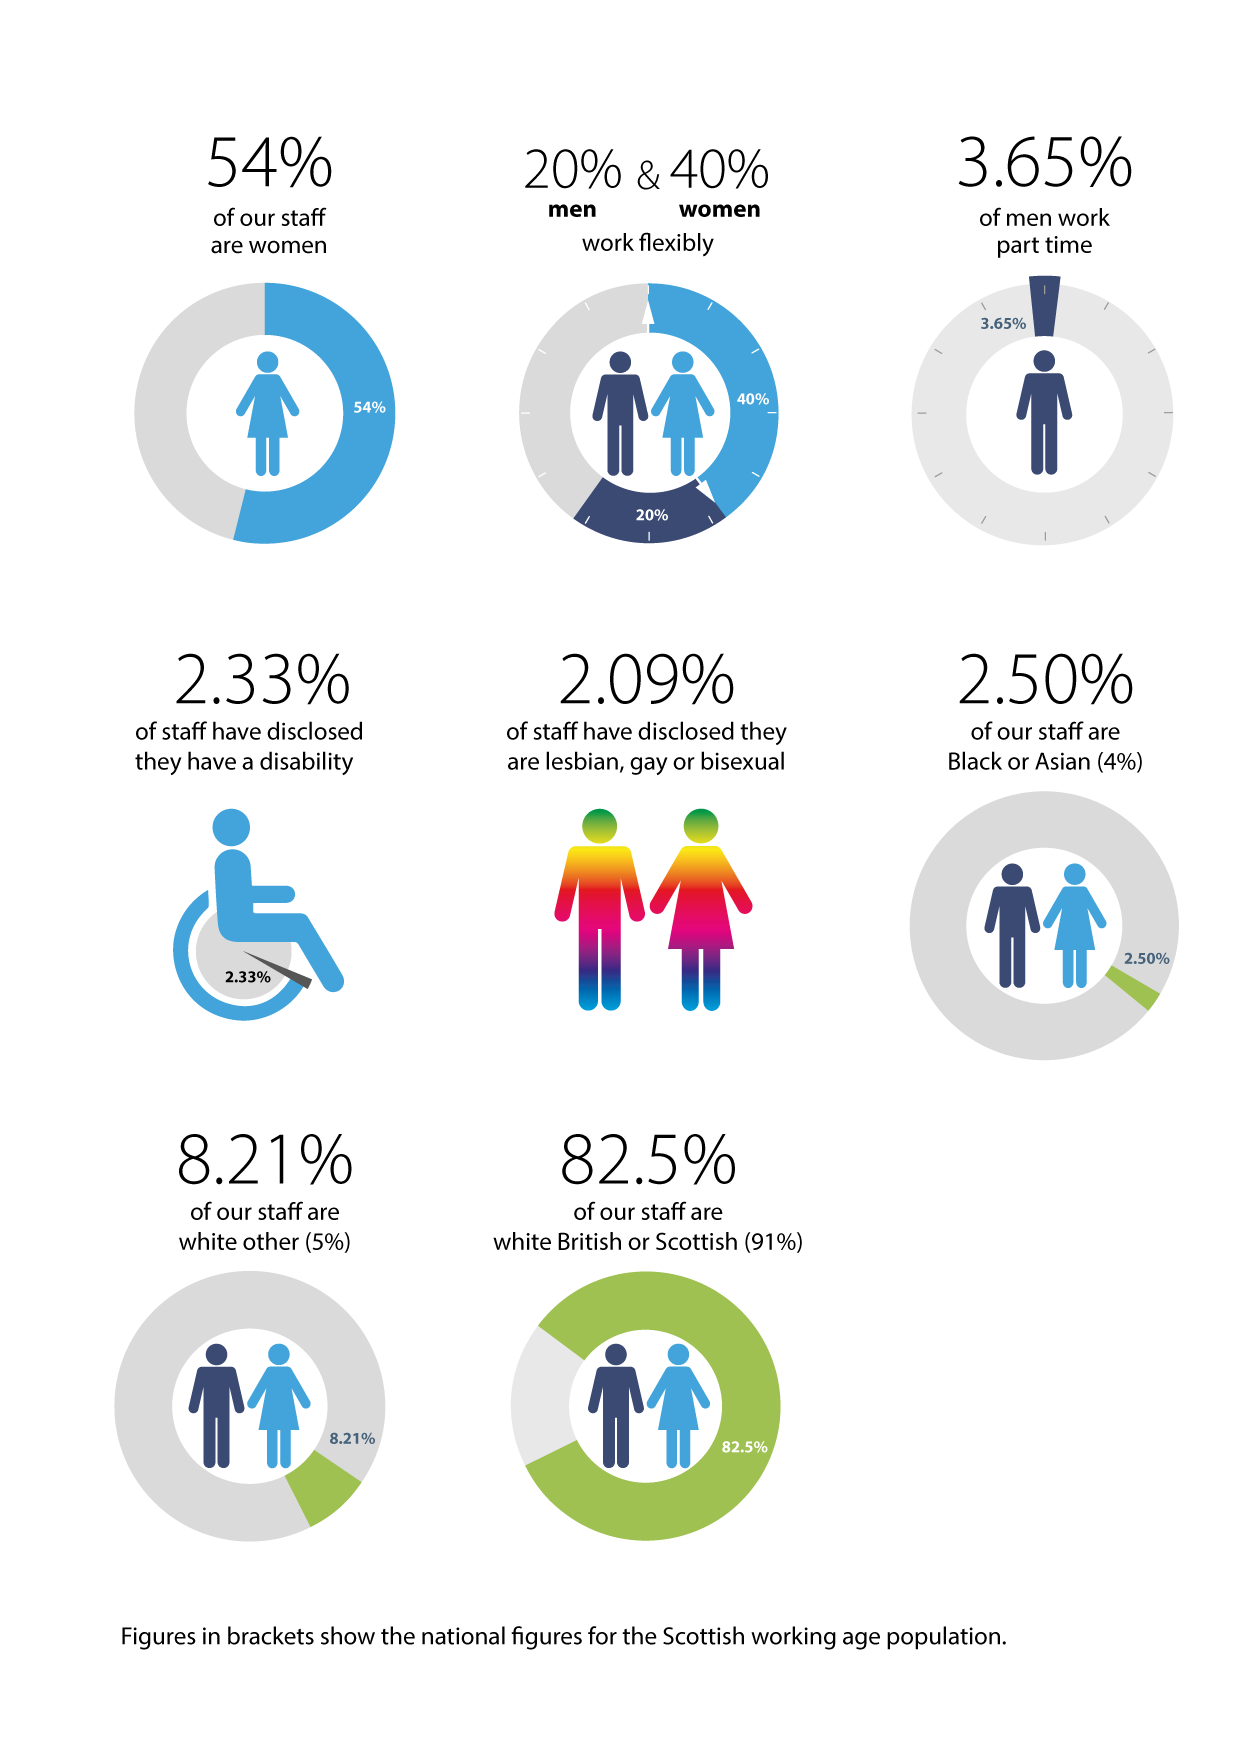 54%
of our staff
are women
54%
20% & 40%
men women
work flexibly
40%
20%
3.65%
of men work
part time
3.65%
2.33%
of staff have disclosed
they have a disability
2.33%
2.09%
of staff have disclosed they
are lesbian, gay or bisexual
2.50%
of our staff are
Black or Asian (4%)
2.50%
8.21%
of our staff are
white other (5%)
8.21%
82.5%
of our staff are
white British or Scottish (91%)
82.5%
Figures in brackets show the national figures for the Scottish working age population.